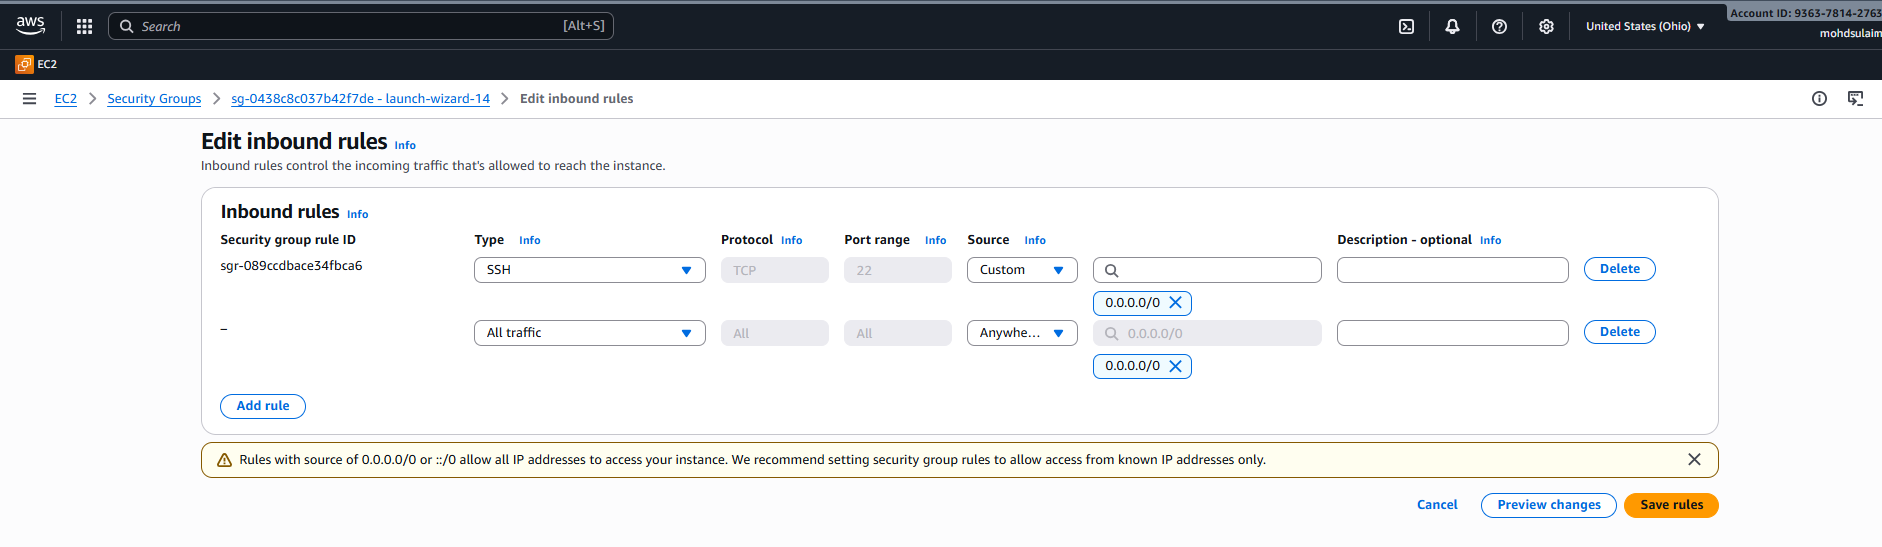 aws
Search
[Alt+S]
United States (Ohio)
Account ID: 9363-7814-2763
mohdsulaim
EC2
EC2 > Security Groups > sg-0438c8c037b42f7de - launch-wizard-14 > Edit inbound rules
Edit inbound rules Info
Inbound rules control the incoming traffic that's allowed to reach the instance.
Inbound rules Info
Security group rule ID Type Info Protocol Info Port range Info Source Info Description - optional Info
sgr-089ccdbace34fbca6 SSH TCP 22 Custom Delete
0.0.0.0/0
– All traffic All All Anywhe... 0.0.0.0/0 Delete
0.0.0.0/0
Add rule
Rules with source of 0.0.0.0/0 or ::/0 allow all IP addresses to access your instance. We recommend setting security group rules to allow access from known IP addresses only.
Cancel Preview changes Save rules